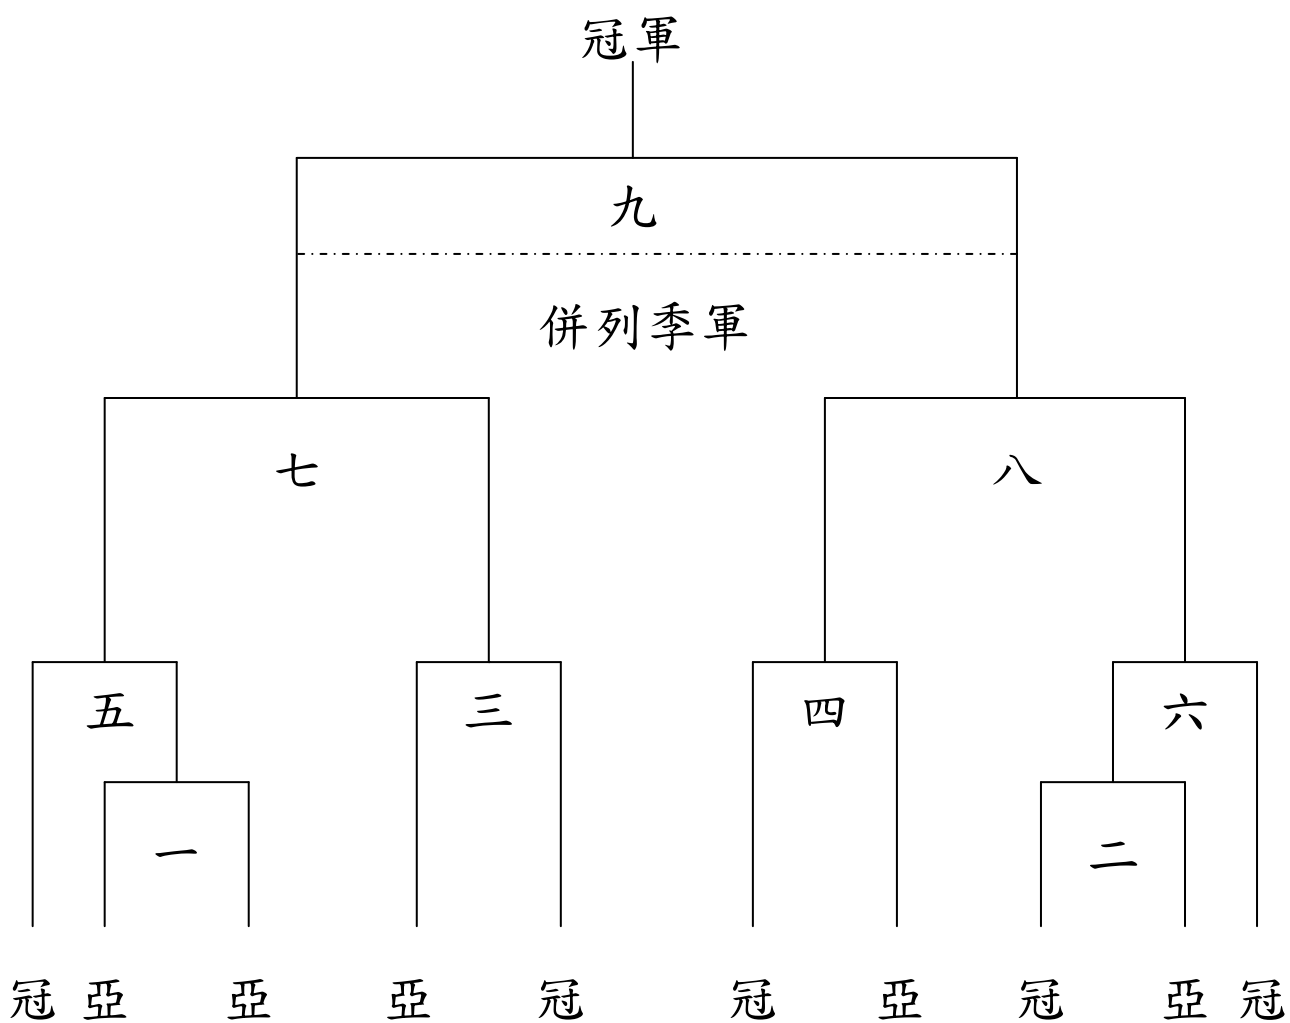 冠軍
九
併列季軍
七 八
五 三 四 六
一 二
冠 亞 亞 亞 冠 冠 亞 冠 亞 冠